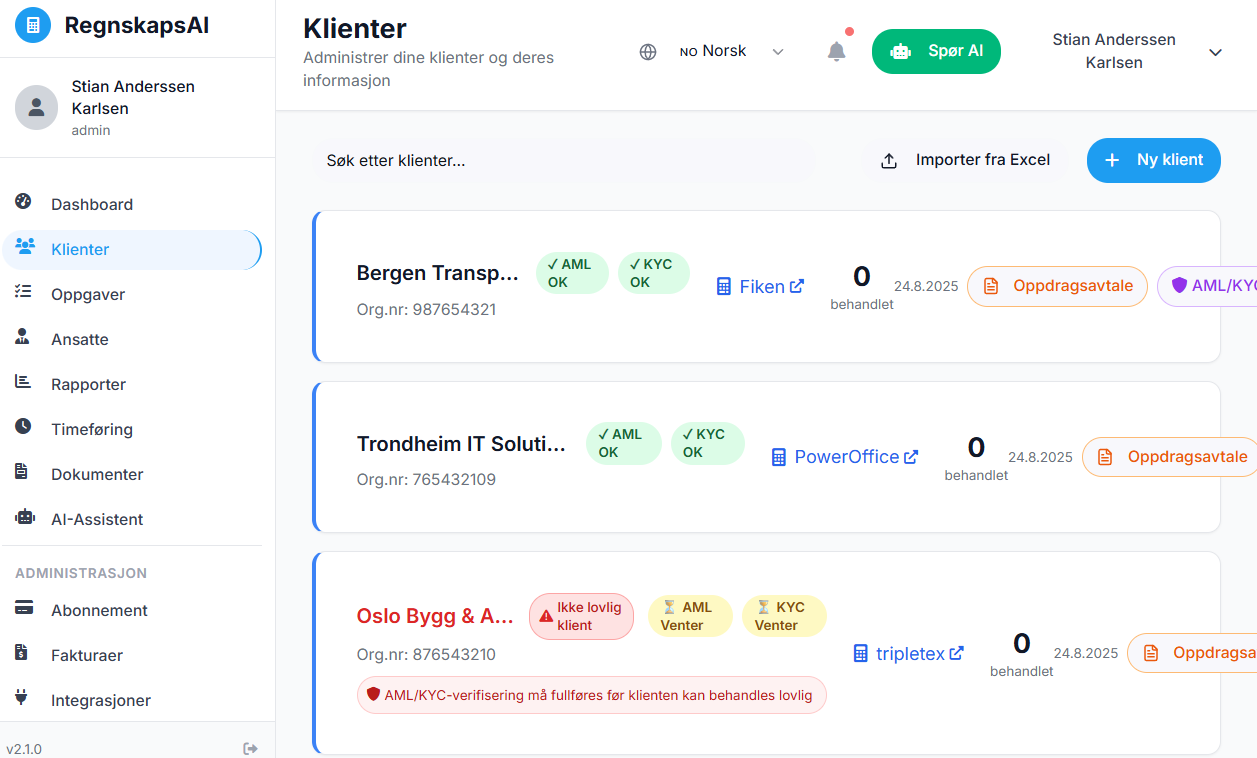 RegnskapsAI
Stian Anderssen
Karlsen
admin
Dashboard
Klienter
Oppgaver
Ansatte
Rapporter
Timeføring
Dokumenter
AI-Assistent
ADMINISTRASJON
Abonnement
Fakturaer
Integrasjoner
v2.1.0
Klienter
Administrer dine klienter og deres
informasjon
NO Norsk
Spør AI
Stian Anderssen
Karlsen
Søk etter klienter...
Importer fra Excel
+ Ny klient
Bergen Transp...
✓ AML
OK
✓ KYC
OK
Org.nr: 987654321
Fiken
0
behandlet
24.8.2025
Oppdragsavtale
AML/KYC
Trondheim IT Soluti...
✓ AML
OK
✓ KYC
OK
Org.nr: 765432109
PowerOffice
0
behandlet
24.8.2025
Oppdragsavtale
Oslo Bygg & A...
Ikke lovlig
klient
⏳ AML
Venter
⏳ KYC
Venter
Org.nr: 876543210
AML/KYC-verifisering må fullføres før klienten kan behandles lovlig
tripletex
0
behandlet
24.8.2025
Oppdragsa